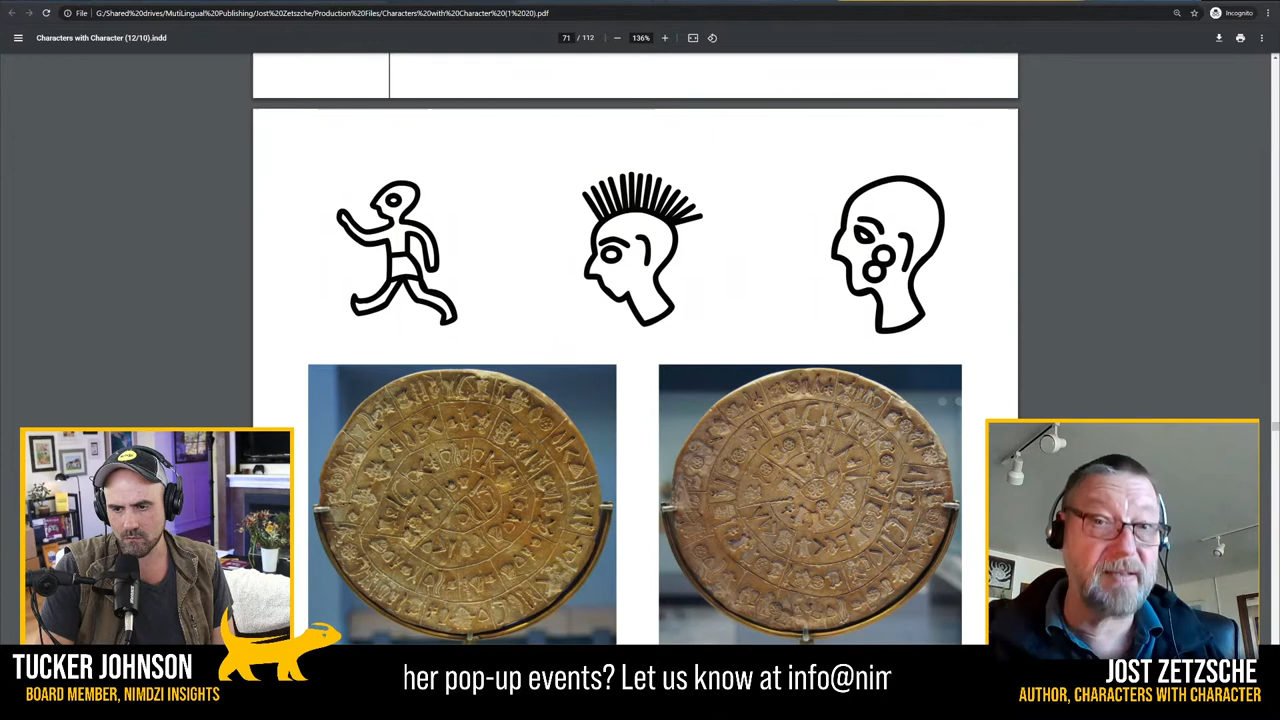 File
G:/Shared%20drives/MutiLingual%20Publishing/Jost%20Zetzsche/Production%20Files/Characters%20with%20Character%20(1%2020).pdf
Incognito
Characters with Character (12/10).indd
71 / 112
136%
TUCKER JOHNSON
BOARD MEMBER, NIMDZI INSIGHTS
her pop-up events? Let us know at info@nim
JOST ZETZSCHE
AUTHOR, CHARACTERS WITH CHARACTER